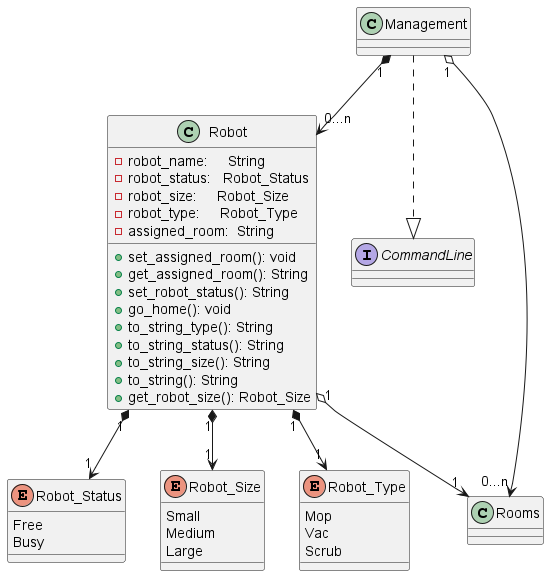 C Management
1
1
0...n
C Robot
robot_name: String
robot_status: Robot_Status
robot_size: Robot_Size
robot_type: Robot_Type
assigned_room: String
set_assigned_room(): void
get_assigned_room(): String
set_robot_status(): String
go_home(): void
to_string_type(): String
to_string_status(): String
to_string_size(): String
to_string(): String
get_robot_size(): Robot_Size
I CommandLine
1
1
1
1
1
1
1
1
0...n
E Robot_Status
Free
Busy
E Robot_Size
Small
Medium
Large
E Robot_Type
Mop
Vac
Scrub
C Rooms